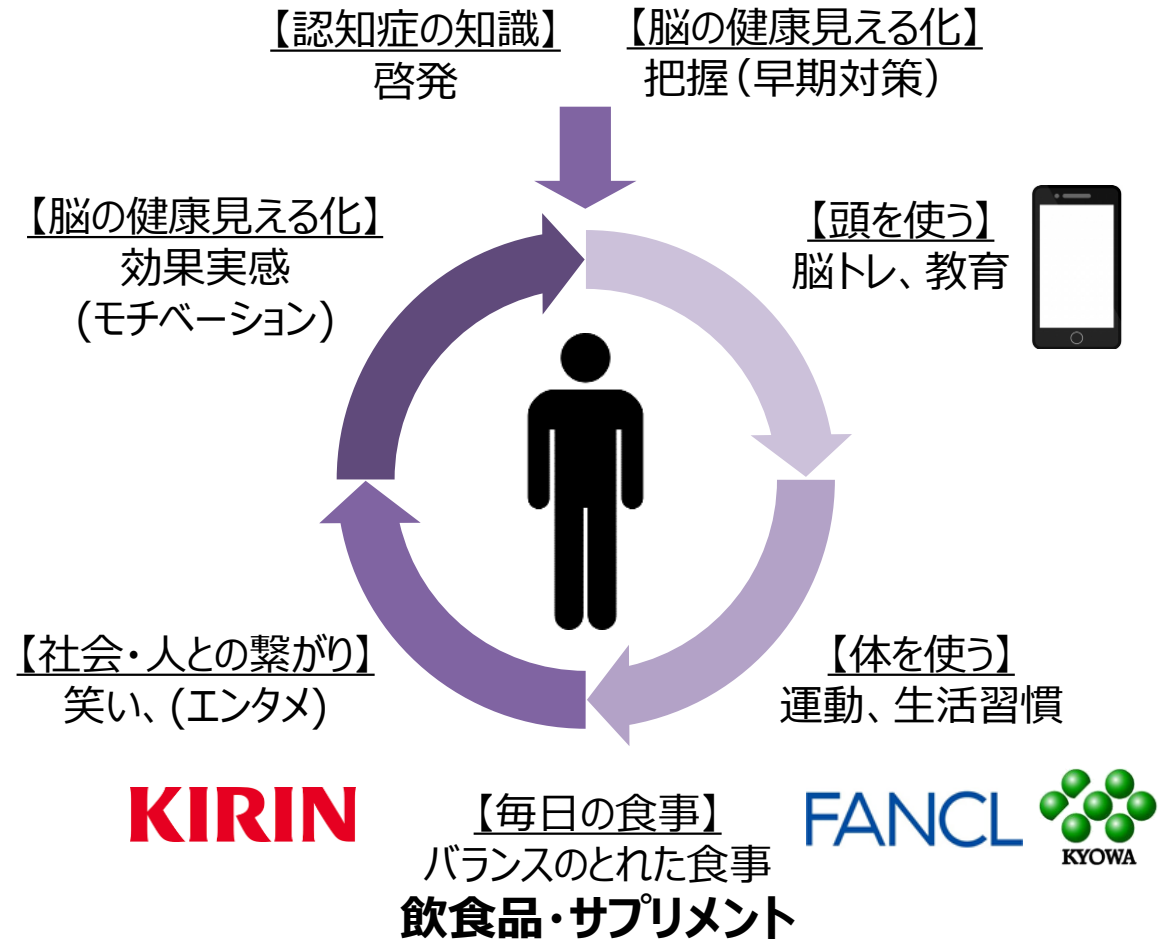 【認知症の知識】
啓発
【脳の健康見える化】
把握(早期対策)
【頭を使う】
脳トレ、教育
【体を使う】
運動、生活習慣
FANCL
KYOWA
【毎日の食事】
バランスのとれた食事
飲食品・サプリメント
KIRIN
【社会・人との繋がり】
笑い、(エンタメ)
【脳の健康見える化】
効果実感
(モチベーション)